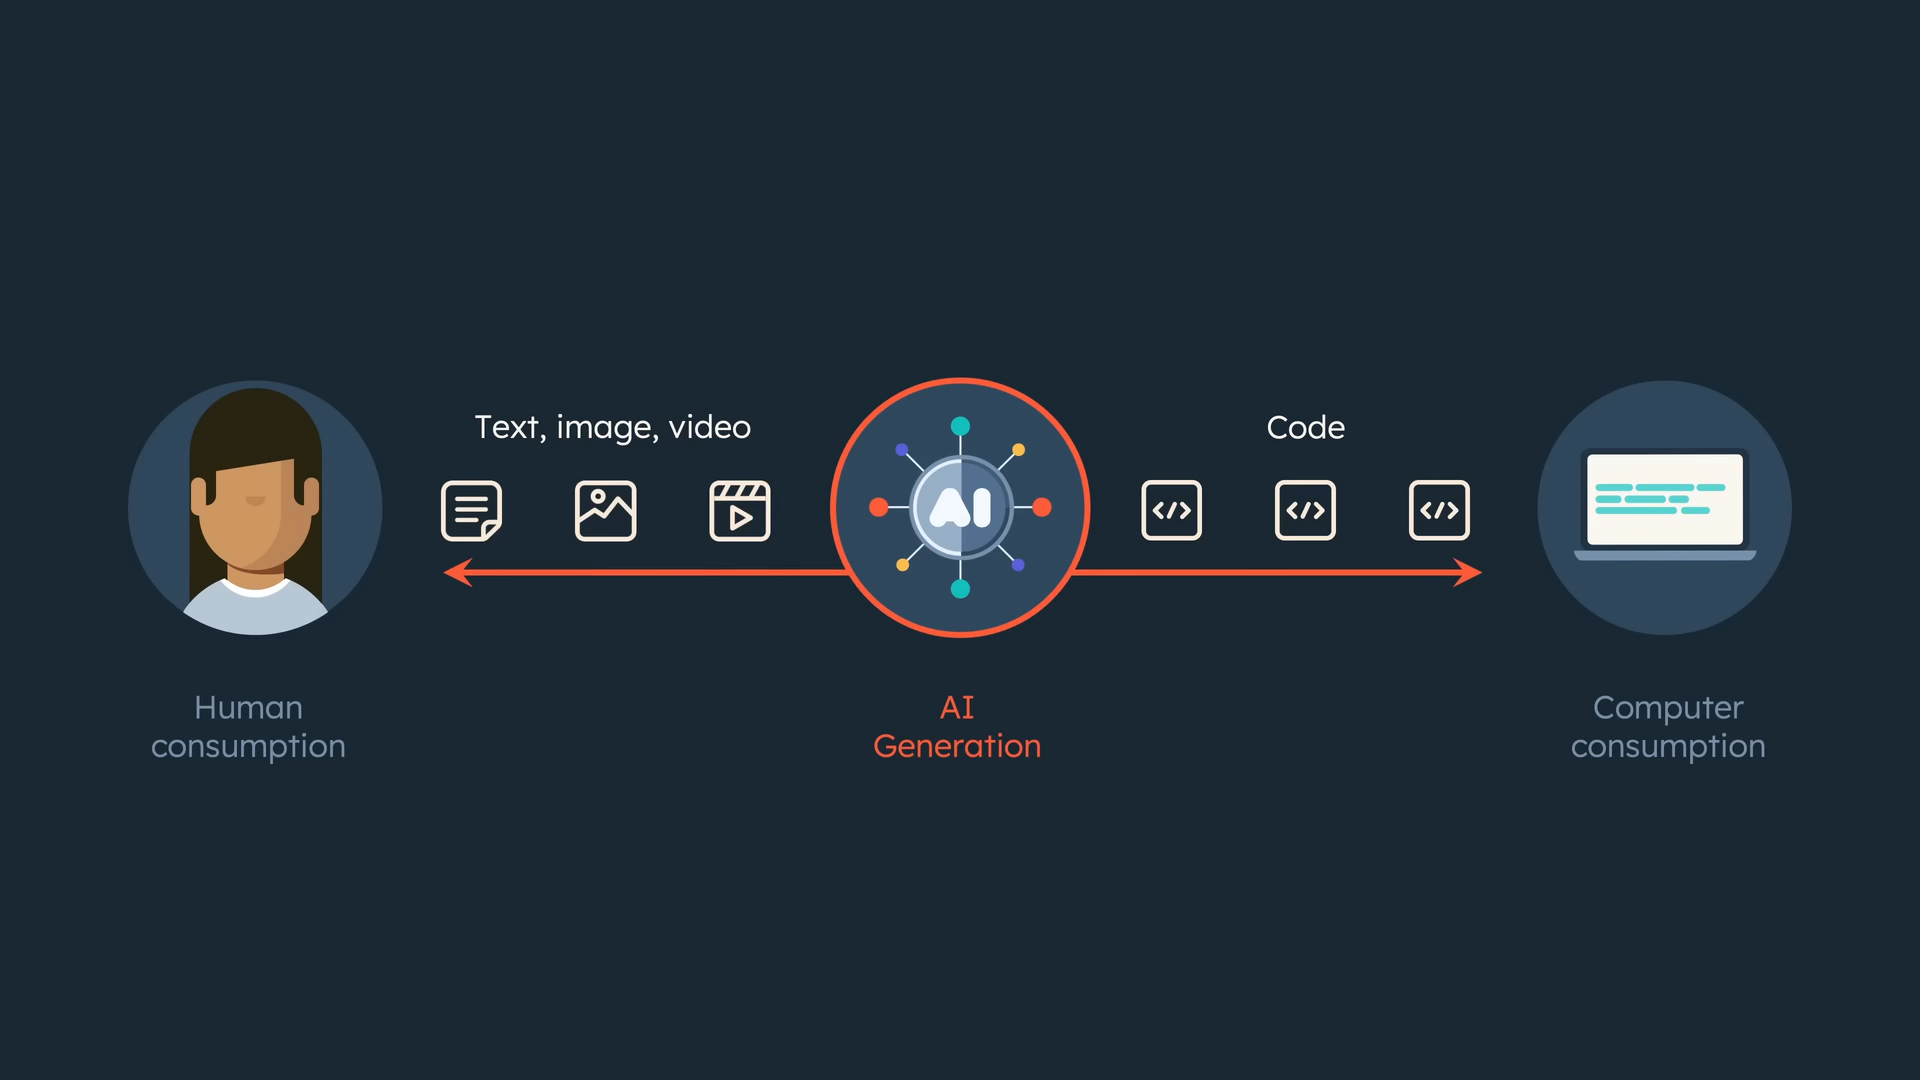 Text, image, video
Code
AI
Human
consumption
AI
Generation
Computer
consumption